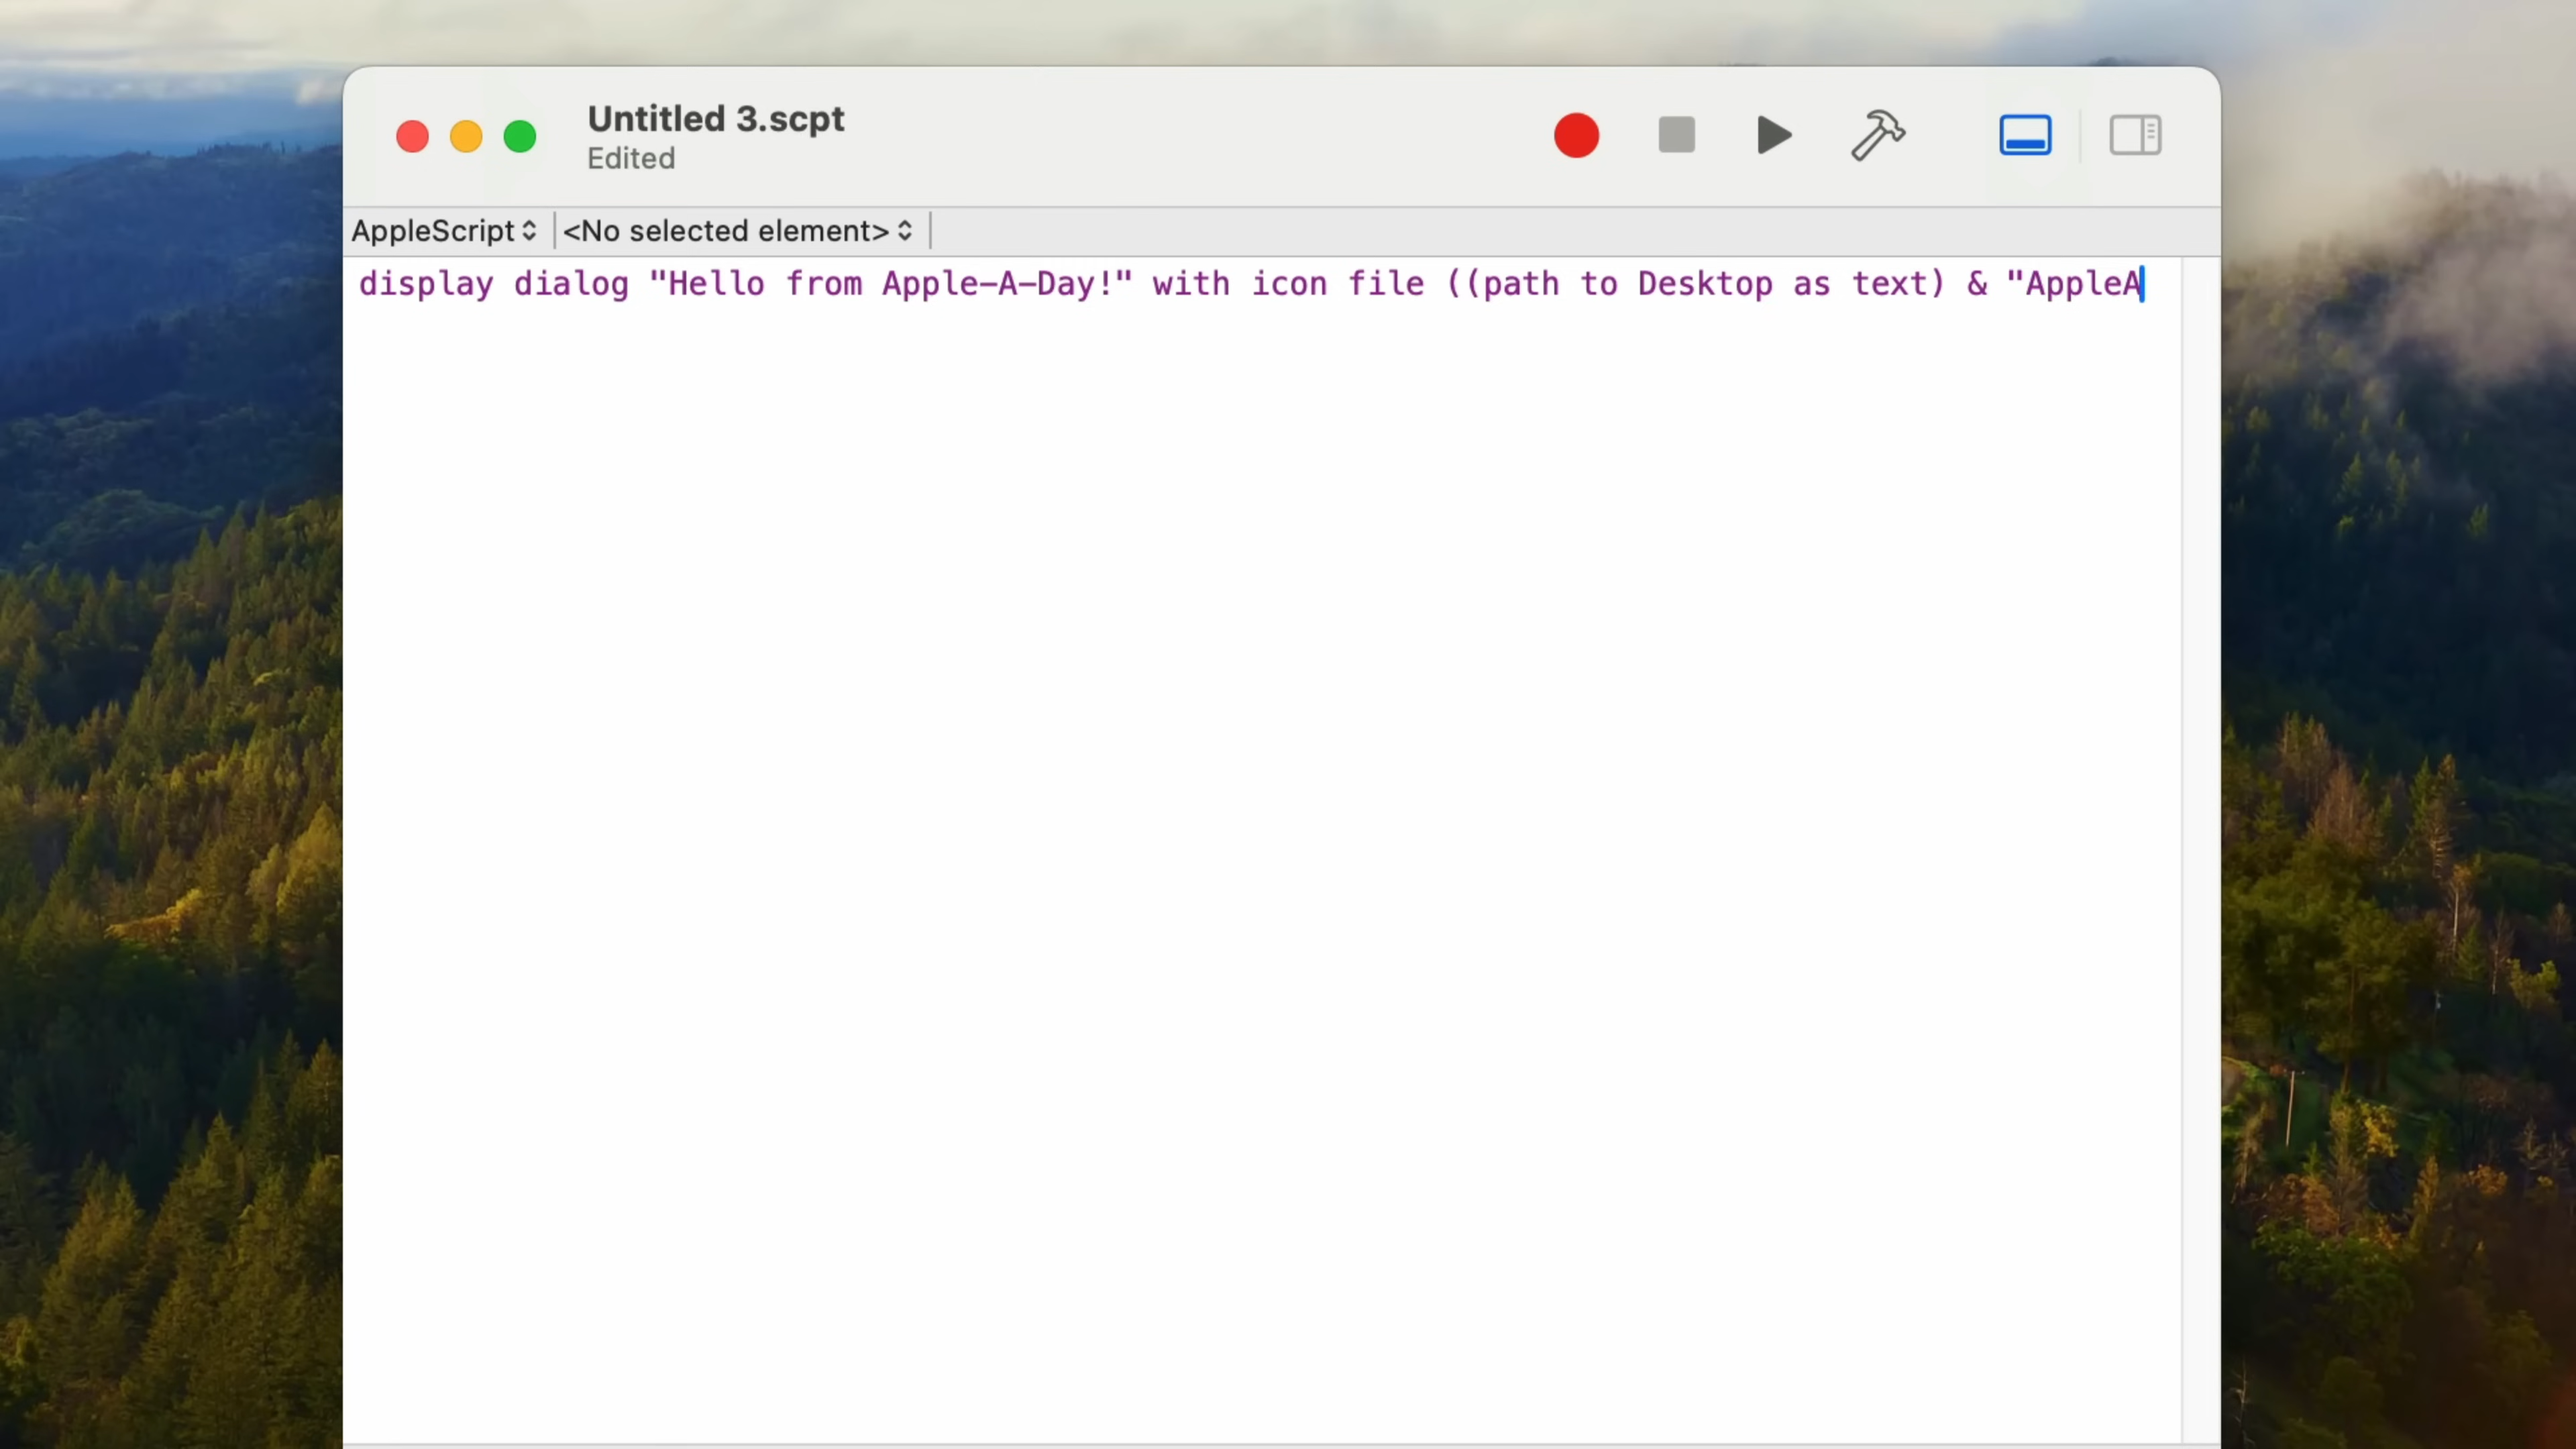 Untitled 3.scpt
Edited
AppleScript
<No selected element>
display dialog "Hello from Apple-A-Day!" with icon file ((path to Desktop as text) & "AppleA